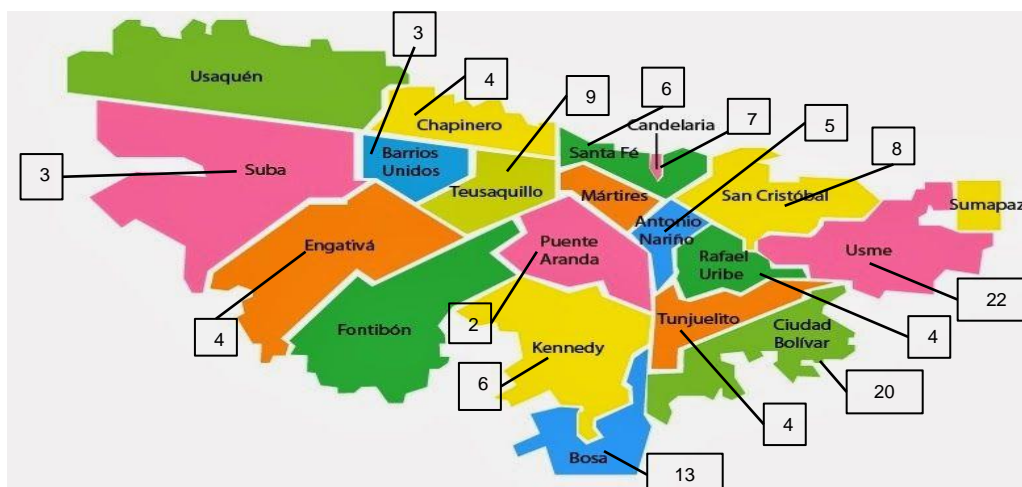 3
4
6
9
Usaquén
Candelaria
7
5
Chapinero
Santa Fé
8
Barrios
Unidos
3
Suba
Teusaquillo
Mártires
San Cristóbal
Sumapaz
Antonio
Nariño
Engativá
Puente
Aranda
Rafael
Uribe
Usme
22
2
Fontibón
Tunjuelito
Ciudad
Bolívar
4
4
Kennedy
6
20
4
Bosa
13